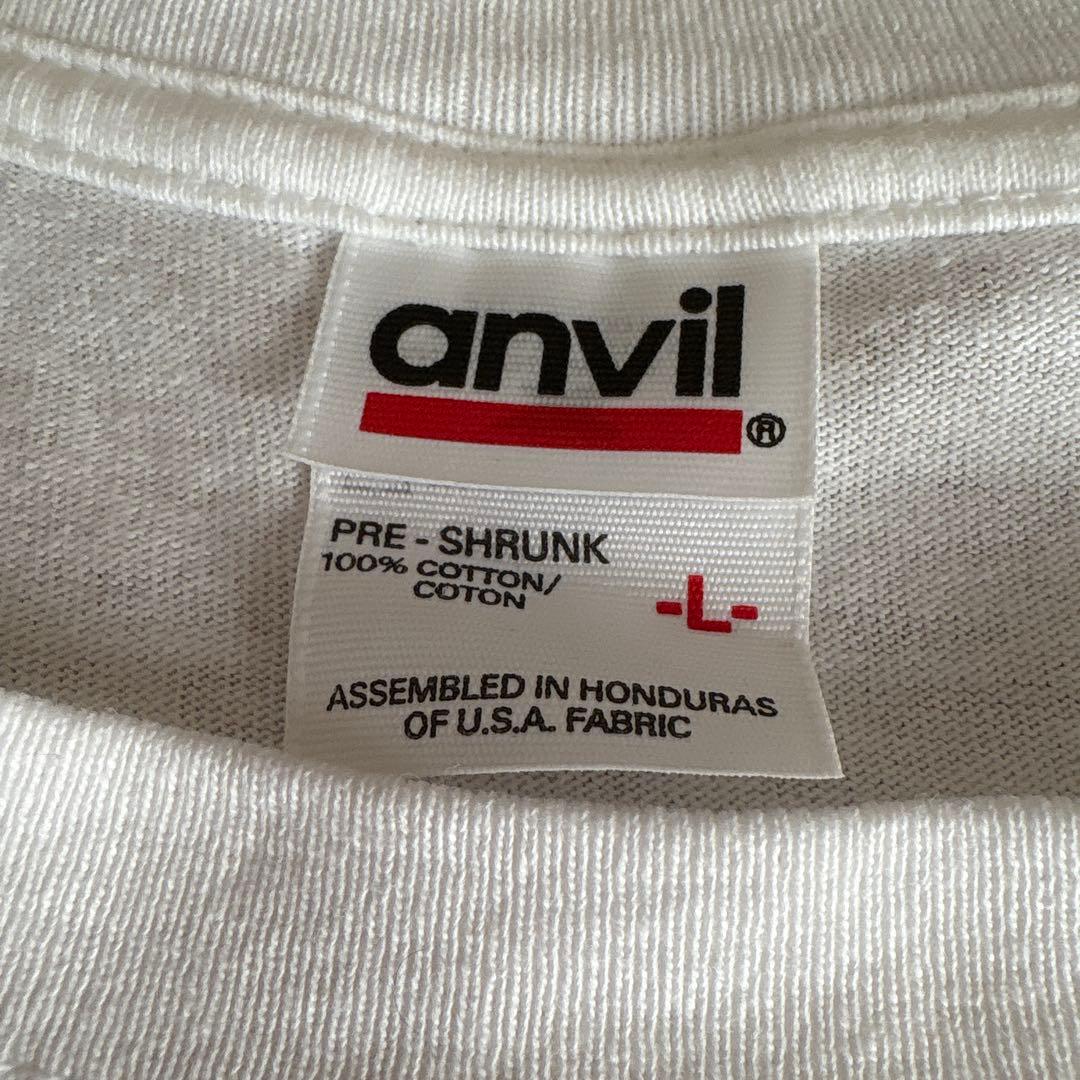 anvil®
PRE - SHRUNK
100% COTTON/
COTON
-L-
ASSEMBLED IN HONDURAS
OF U.S.A. FABRIC